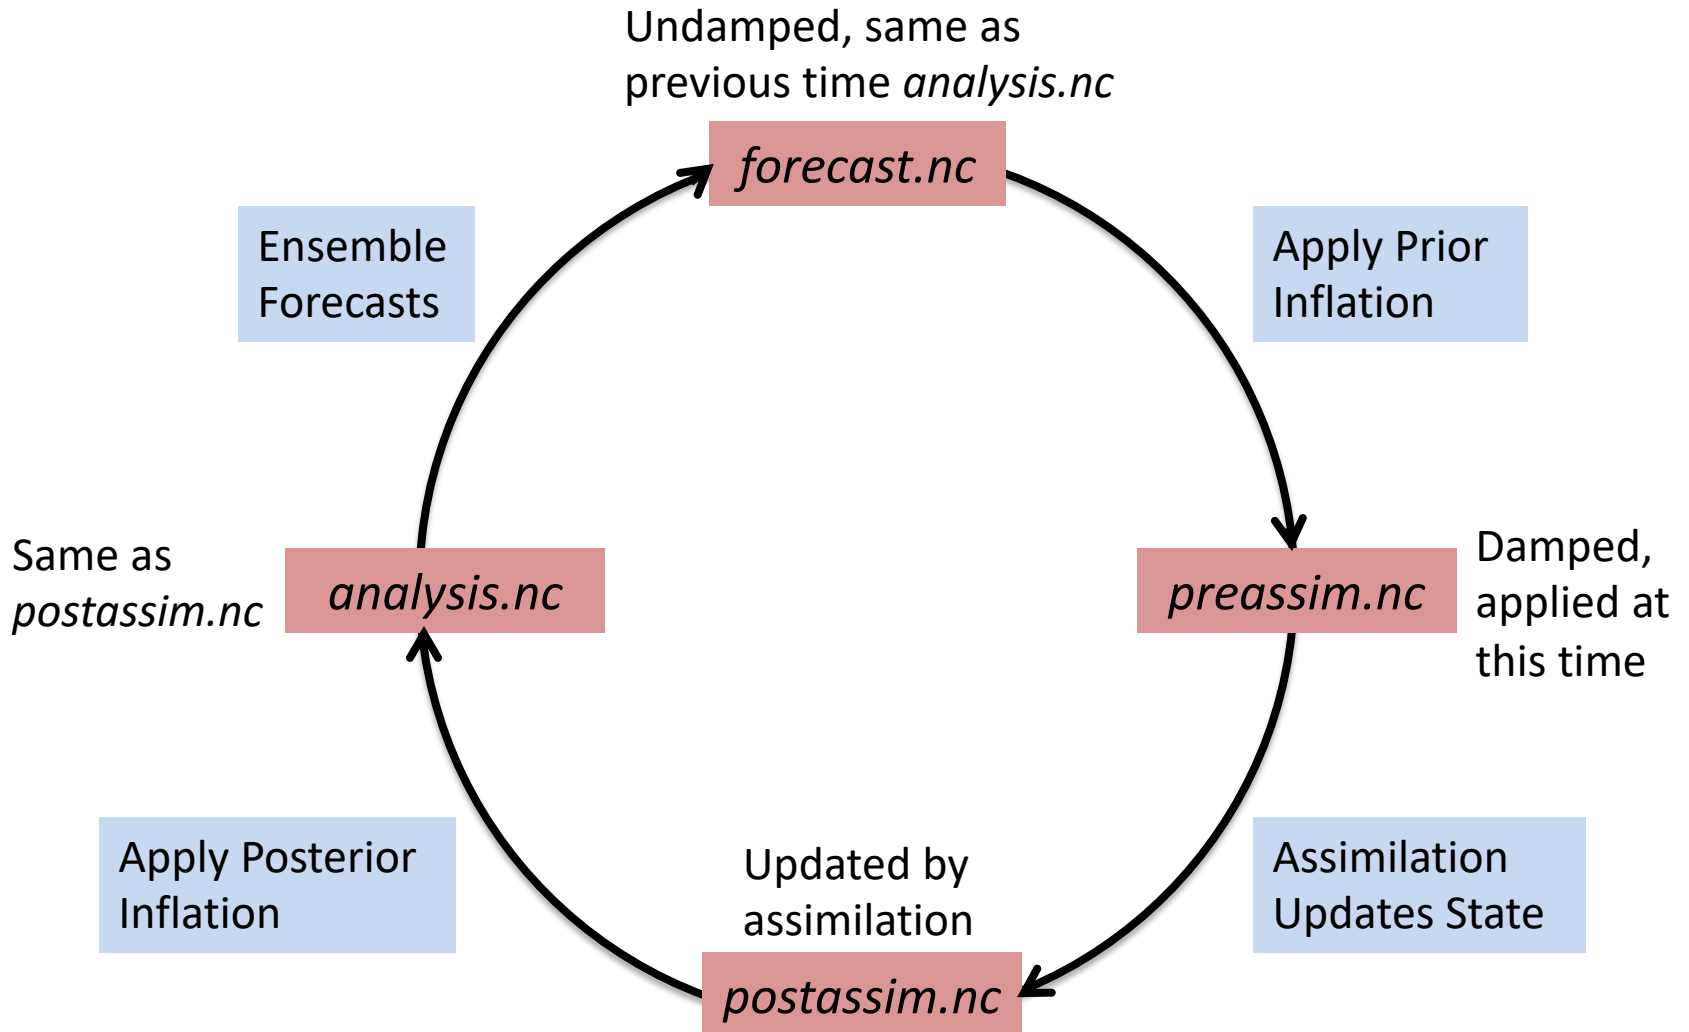 Undamped, same as
previous time analysis.nc
forecast.nc
Ensemble
Forecasts
Apply Prior
Inflation
Same as
postassim.nc
analysis.nc
preassim.nc
Damped,
applied at
this time
Apply Posterior
Inflation
Updated by
assimilation
Assimilation
Updates State
postassim.nc